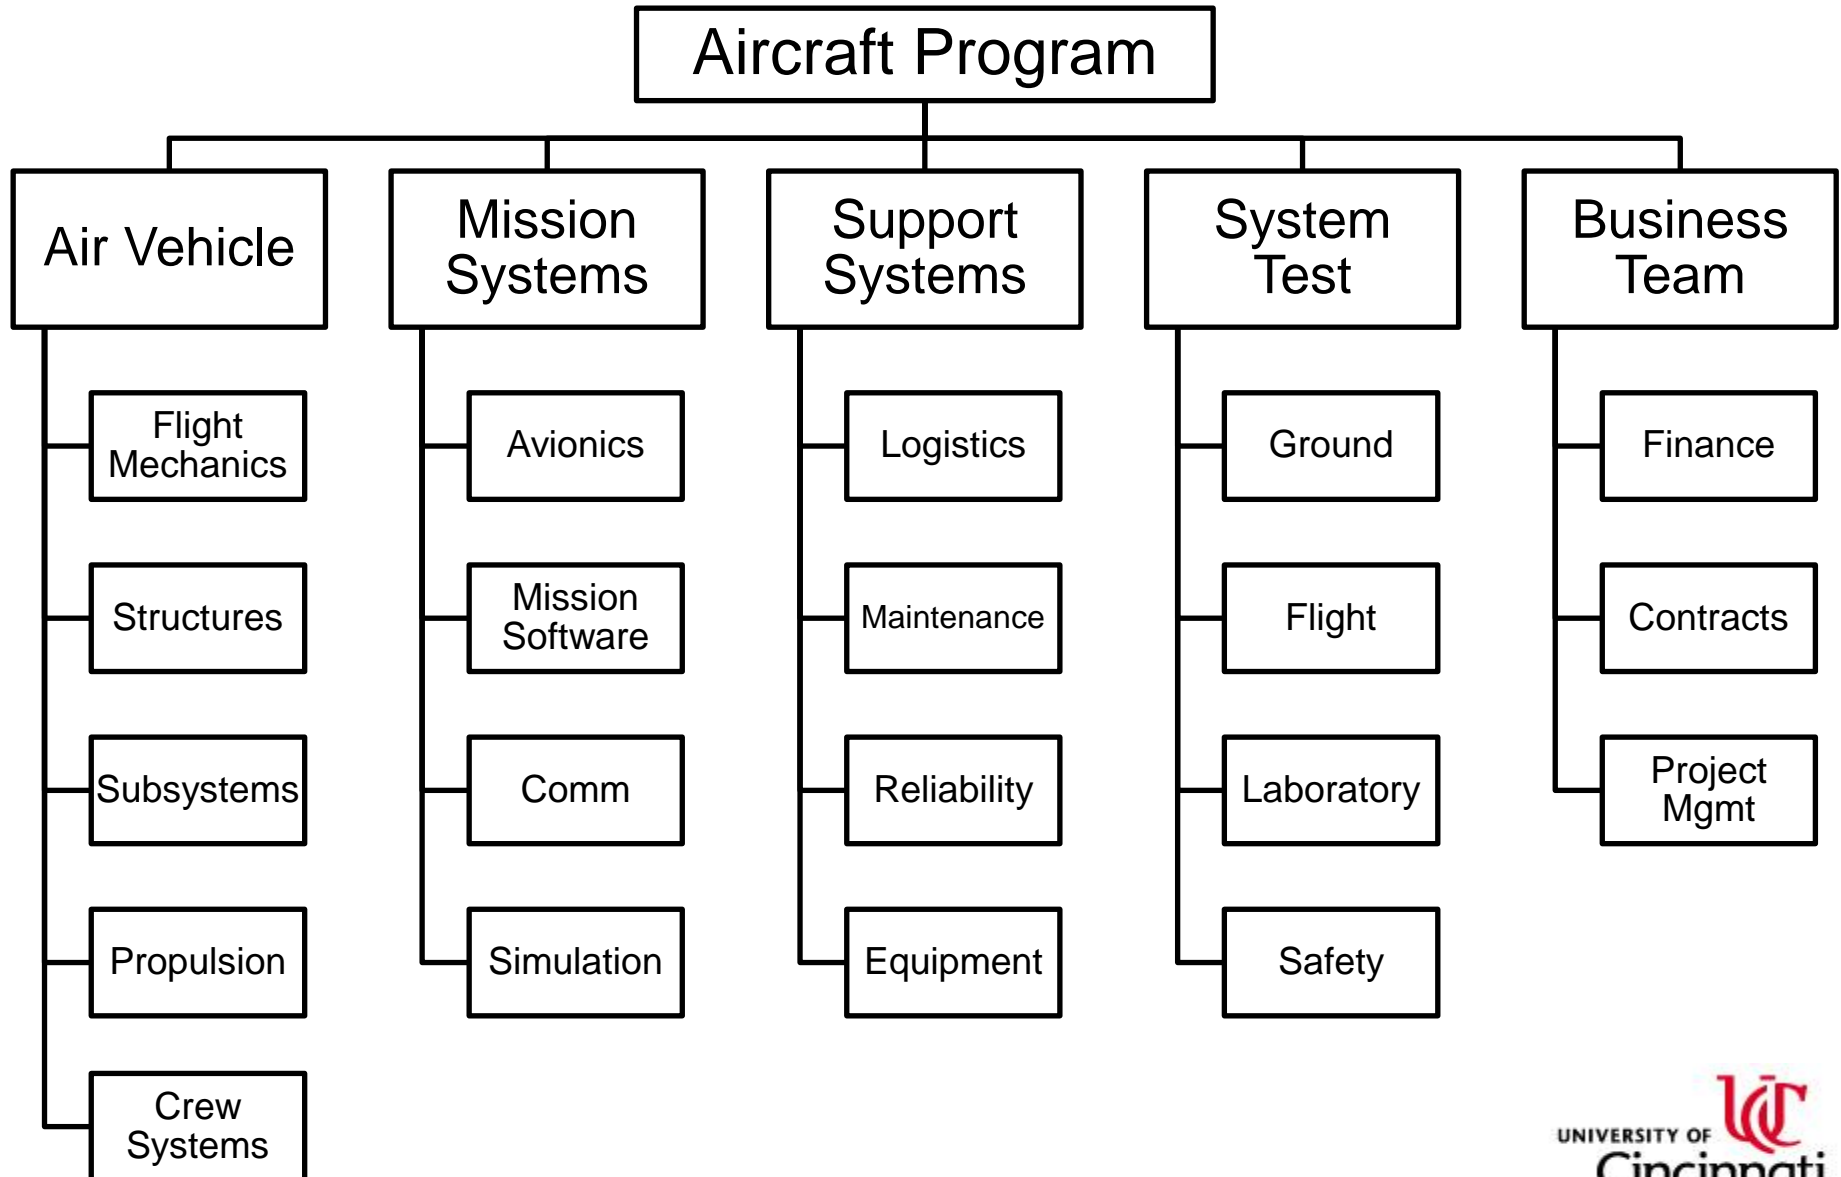 Aircraft Program
Air Vehicle
Mission
Systems
Support
Systems
System
Test
Business
Team
Flight
Mechanics
Structures
Subsystems
Propulsion
Crew
Systems
Avionics
Mission
Software
Comm
Simulation
Logistics
Maintenance
Reliability
Equipment
Ground
Flight
Laboratory
Safety
Finance
Contracts
Project
Mgmt
UC
UNIVERSITY OF
Cincinnati